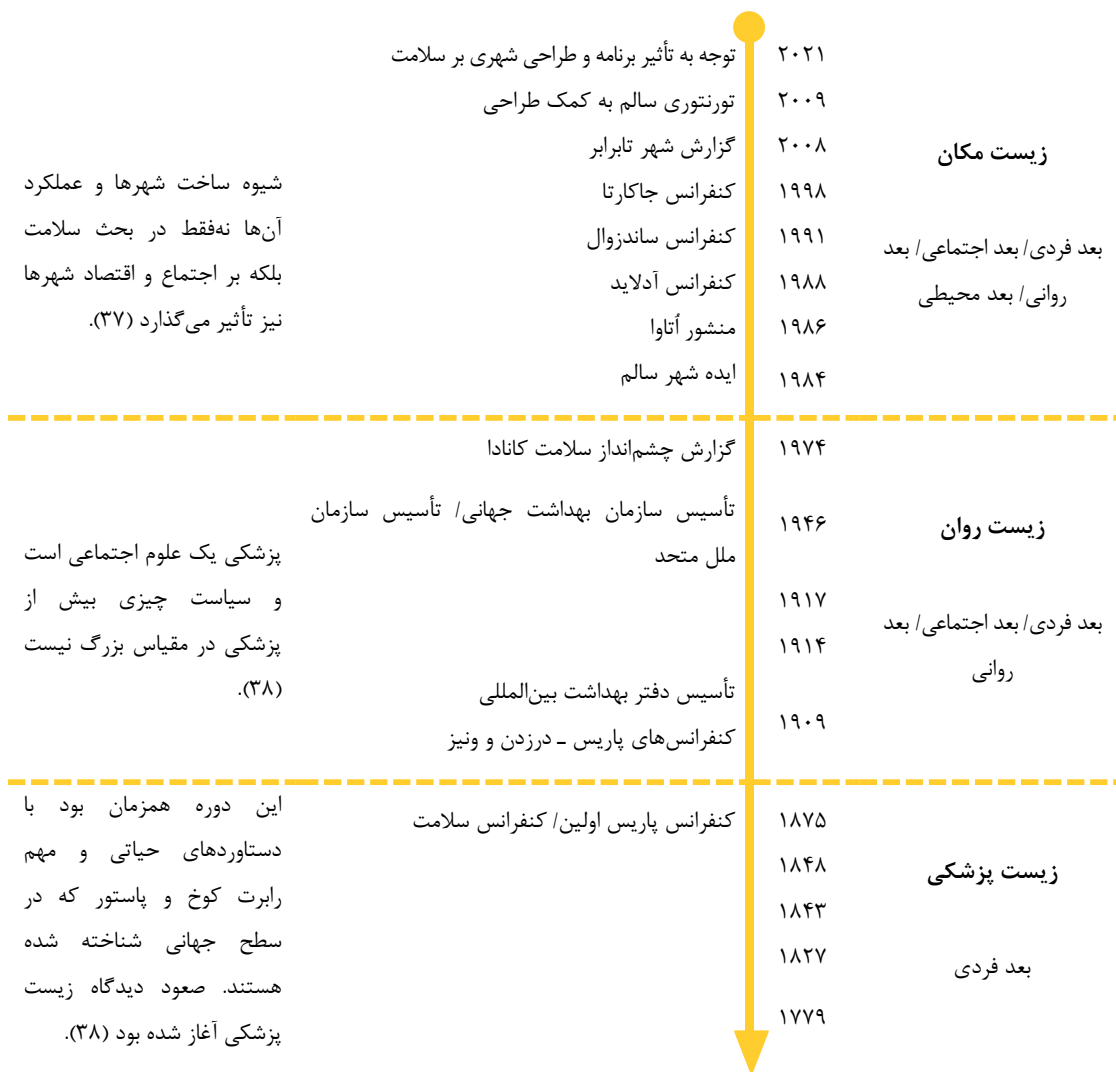 زیست مکان
بعد فردی/ بعد اجتماعی/ بعد
روانی/ بعد محیطی
۲۰۲۱
توجه به تأثیر برنامه و طراحی شهری بر سلامت
۲۰۰۹
تورنتوری سالم به کمک طراحی
۲۰۰۸
گزارش شهر تابرابر
۱۹۹۸
کنفرانس جاکارتا
۱۹۹۱
کنفرانس ساندزوال
۱۹۸۸
کنفرانس آدلاید
۱۹۸۶
منشور اُتاوا
۱۹۸۴
ایده شهر سالم
شیوه ساخت شهرها و عملکرد
آن‌ها نه‌فقط در بحث سلامت
بلکه بر اجتماع و اقتصاد شهرها
نیز تأثیر می‌گذارد (۳۷).
زیست روان
بعد فردی/ بعد اجتماعی/ بعد
روانی
۱۹۷۴
گزارش چشم‌انداز سلامت کانادا
۱۹۴۶
تأسیس سازمان بهداشت جهانی/ تأسیس سازمان
ملل متحد
۱۹۱۷
۱۹۱۴
تأسیس دفتر بهداشت بین‌المللی
۱۹۰۹
کنفرانس‌های پاریس ـ درزدن و ونیز
پزشکی یک علوم اجتماعی است
و سیاست چیزی بیش از
پزشکی در مقیاس بزرگ نیست
(۳۸).
زیست پزشکی
بعد فردی
۱۸۷۵
کنفرانس پاریس اولین/ کنفرانس سلامت
۱۸۴۸
۱۸۴۳
۱۸۲۷
۱۷۷۹
این دوره همزمان بود با
دستاوردهای حیاتی و مهم
رابرت کوخ و پاستور که در
سطح جهانی شناخته شده
هستند. صعود دیدگاه زیست
پزشکی آغاز شده بود (۳۸).